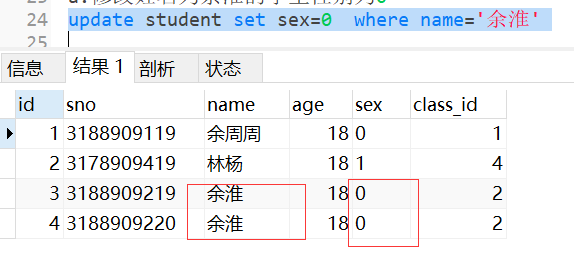 24 update student set sex=0 where name='余淮'
25
信息 结果 1 剖析 状态
id sno name age sex class_id
1 3188909119 余周周 18 0 1
2 3178909419 林杨 18 1 4
3 3188909219 余淮 18 0 2
4 3188909220 余淮 18 0 2